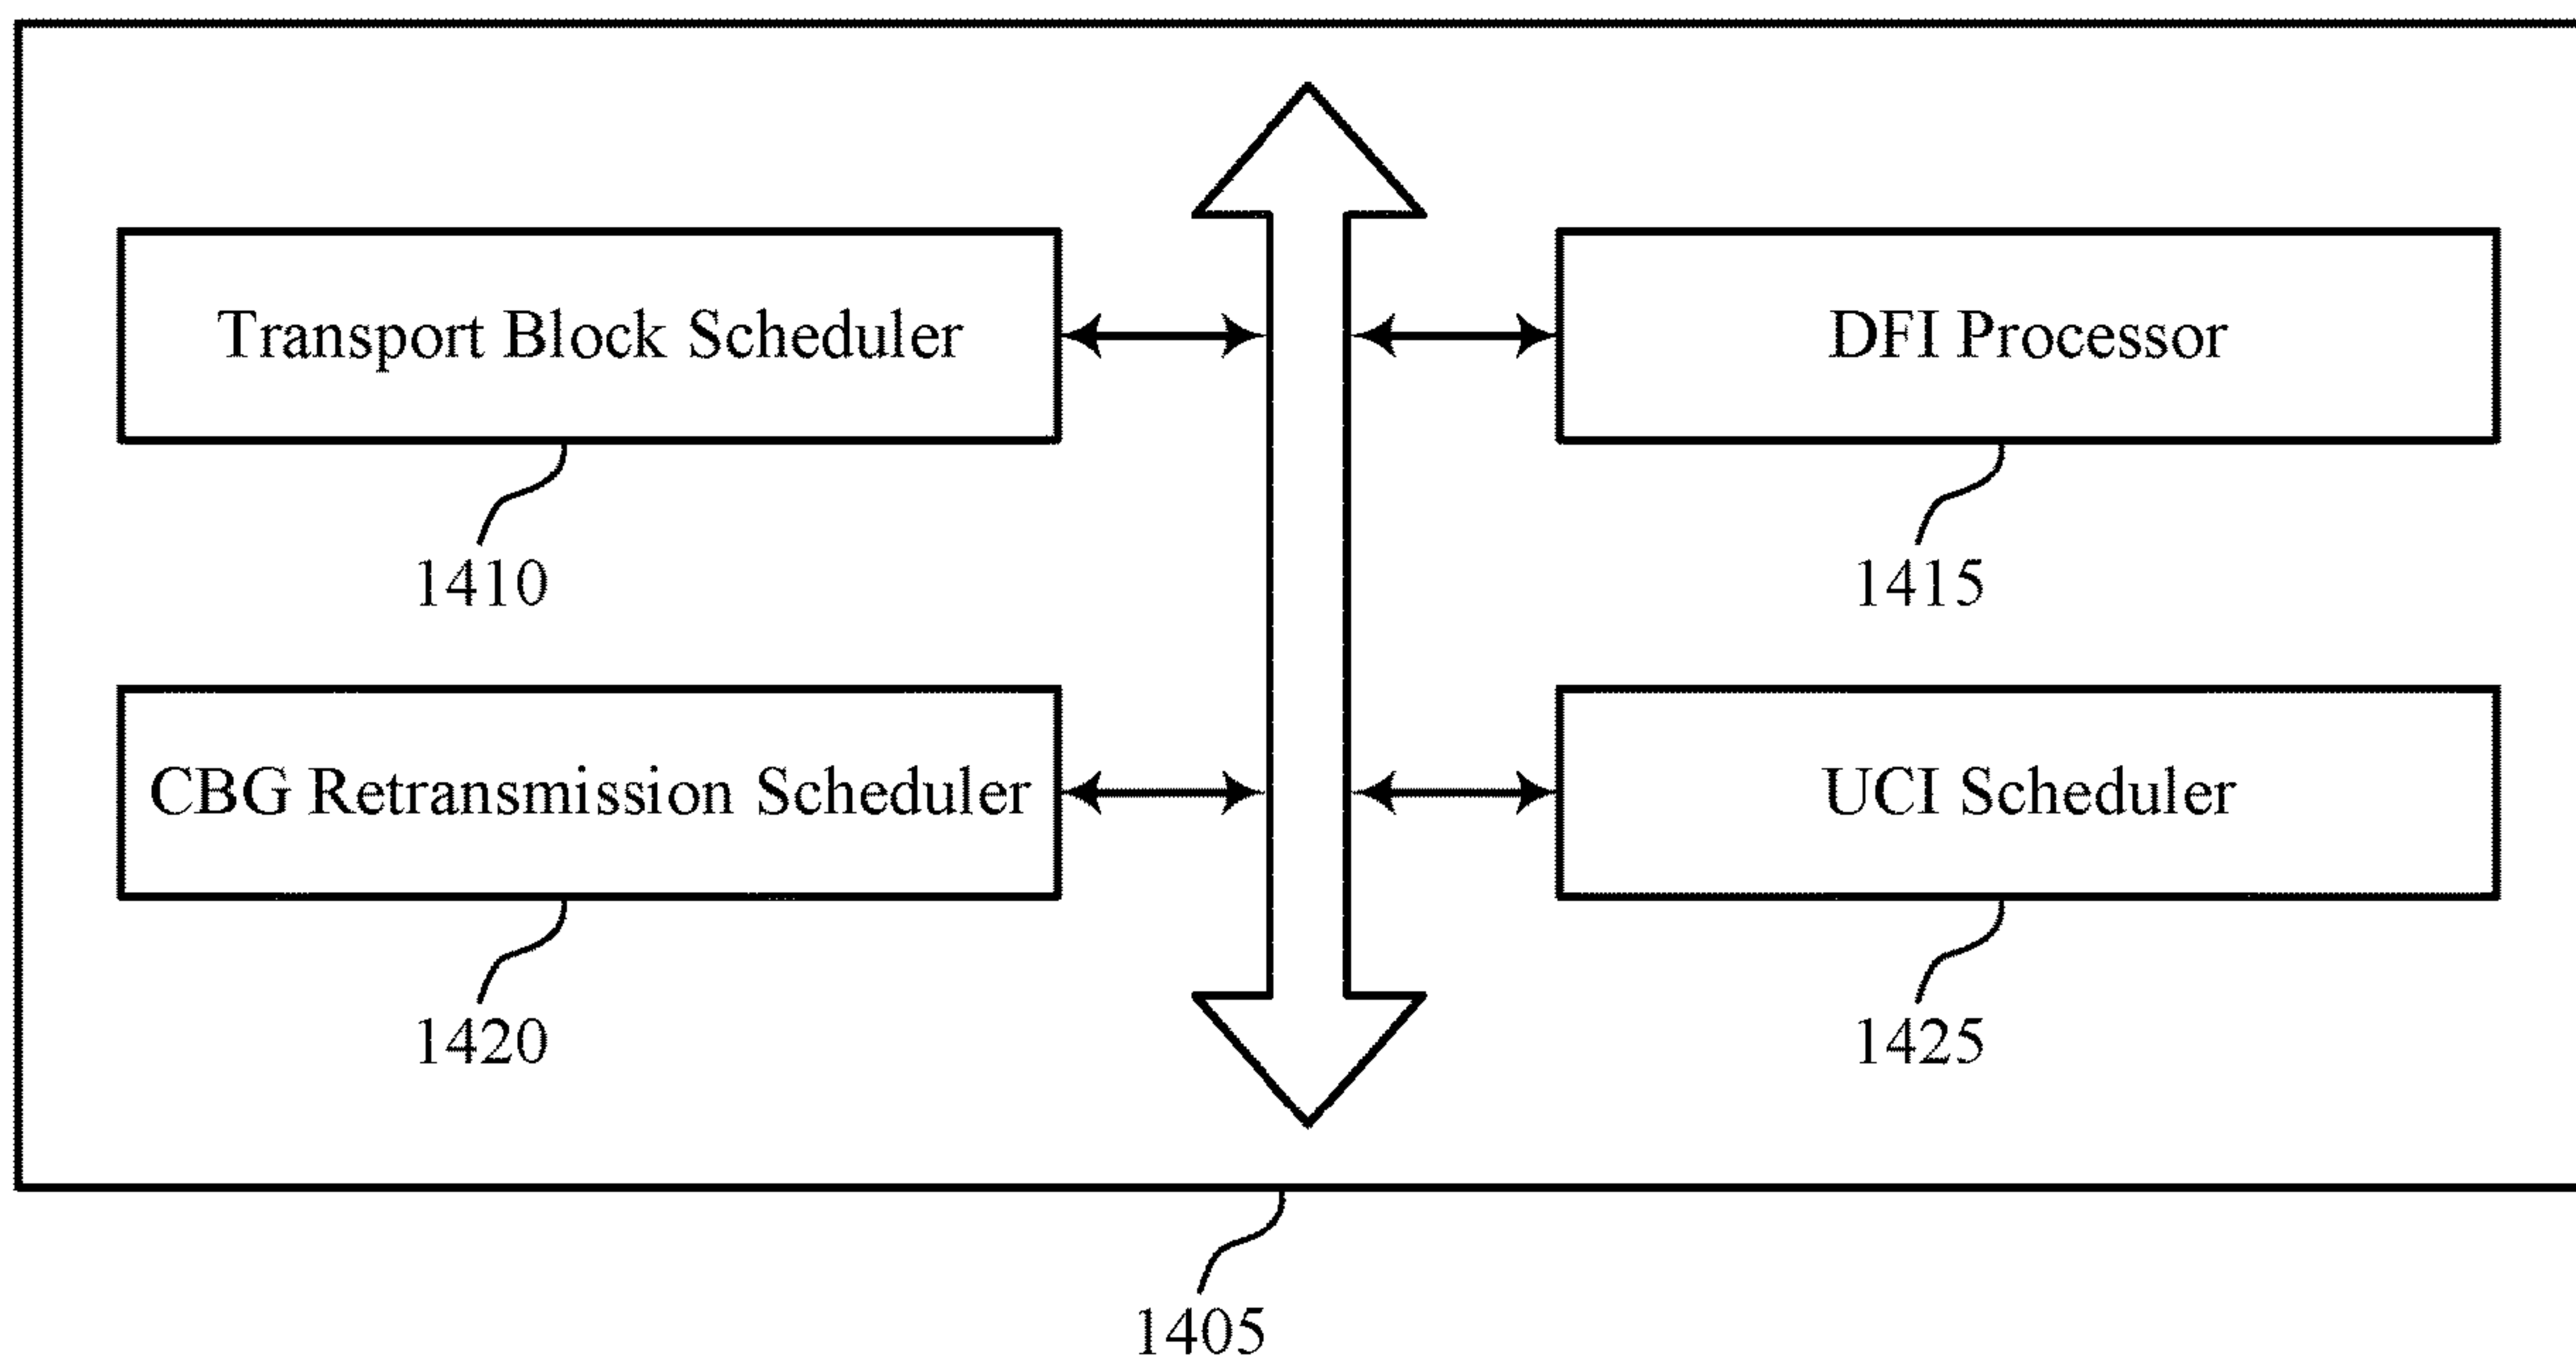 Transport Block Scheduler
DFI Processor
1410
1415
CBG Retransmission Scheduler
UCI Scheduler
1420
1425
1405